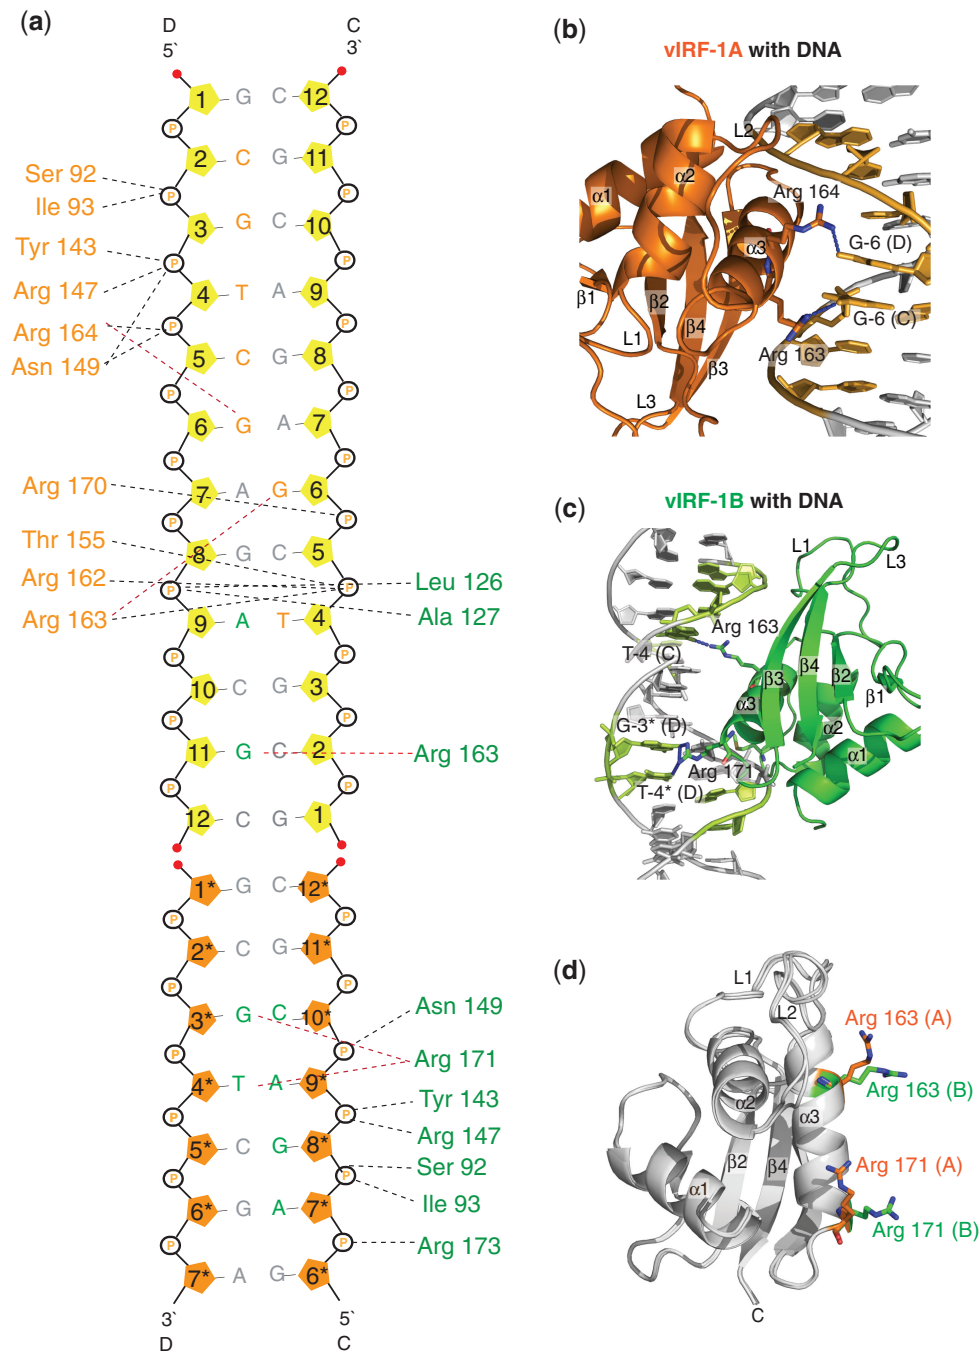 (a)
D C
5` 3`
1 G C 12
P P
2 C G 11
Ser 92
P P
Ile 93
3 G C 10
Tyr 143
P P
Arg 147
4 T A 9
Arg 164
P P
Asn 149
5 C G 8
P P
6 G A 7
P P
Arg 170
7 A G 6
P P
Thr 155
8 G C 5
Arg 162 Leu 126
P P
Arg 163 Ala 127
9 A T 4
P P
10 C G 3
P P
11 G C 2 Arg 163
P P
12 C G 1
1* G C 12*
P P
2* C G 11*
P P
3* G C 10* Asn 149
P P
Arg 171
4* T A 9*
Tyr 143
P P
Arg 147
5* C G 8*
Ser 92
P P
Ile 93
6* G A 7*
P P
Arg 173
7* A G 6*
3` 5`
D C
(b)
vIRF-1A with DNA
L2
α2
α1
Arg 164
α3
G-6 (D)
β1
β2
G-6 (C)
β4
L1
Arg 163
β3
L3
(c)
vIRF-1B with DNA
L1
L3
Arg 163
T-4 (C)
β4
β3
β2
β1
α3
G-3* (D)
α2
α1
Arg 171
T-4* (D)
(d)
L1
L2
Arg 163 (A)
Arg 163 (B)
α2
α3
β2
β4
Arg 171 (A)
α1
Arg 171 (B)
C